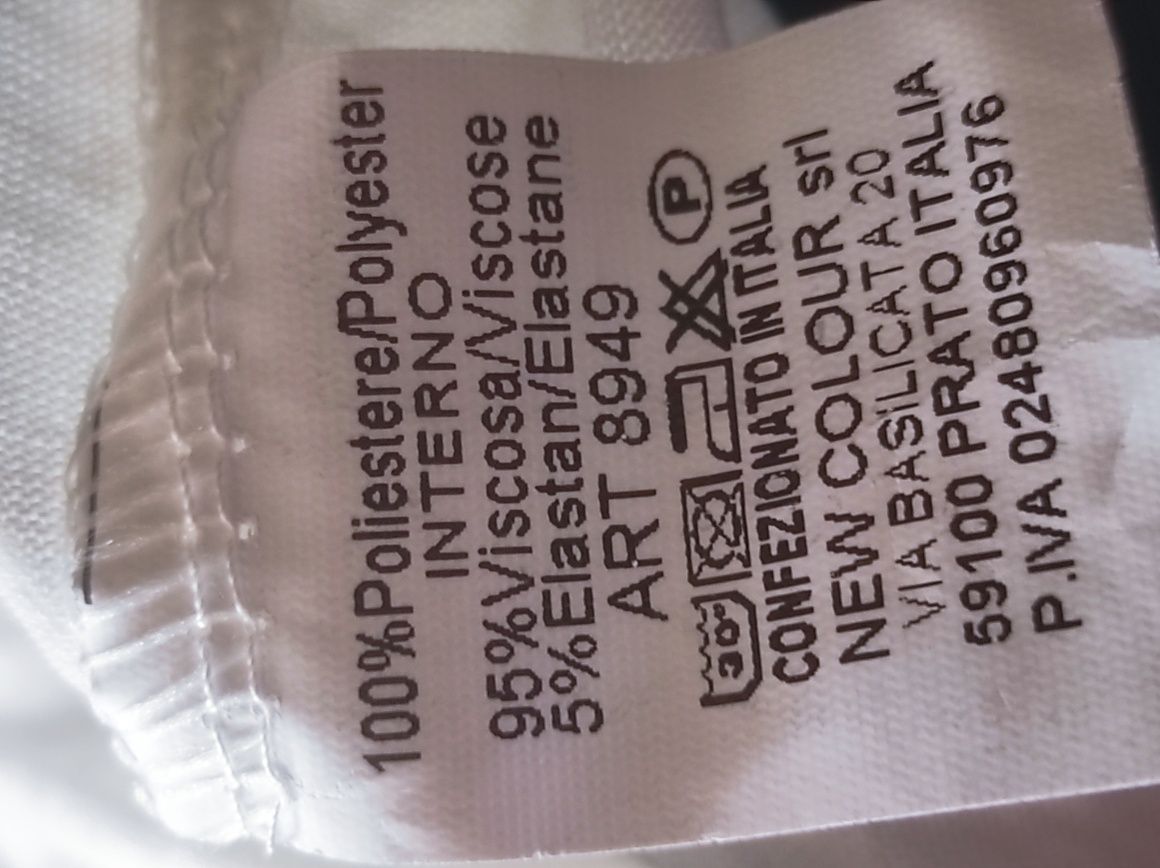 100%Poliestere/Polyester
INTERNO
95%Viscosa/Viscose
5%Elastan/Elastane
ART 8949
30° P
CONFEZIONATO IN ITALIA
NEW COLOUR srl
VIA BASILICATA 20
59100 PRATO ITALIA
P.IVA 02480960976